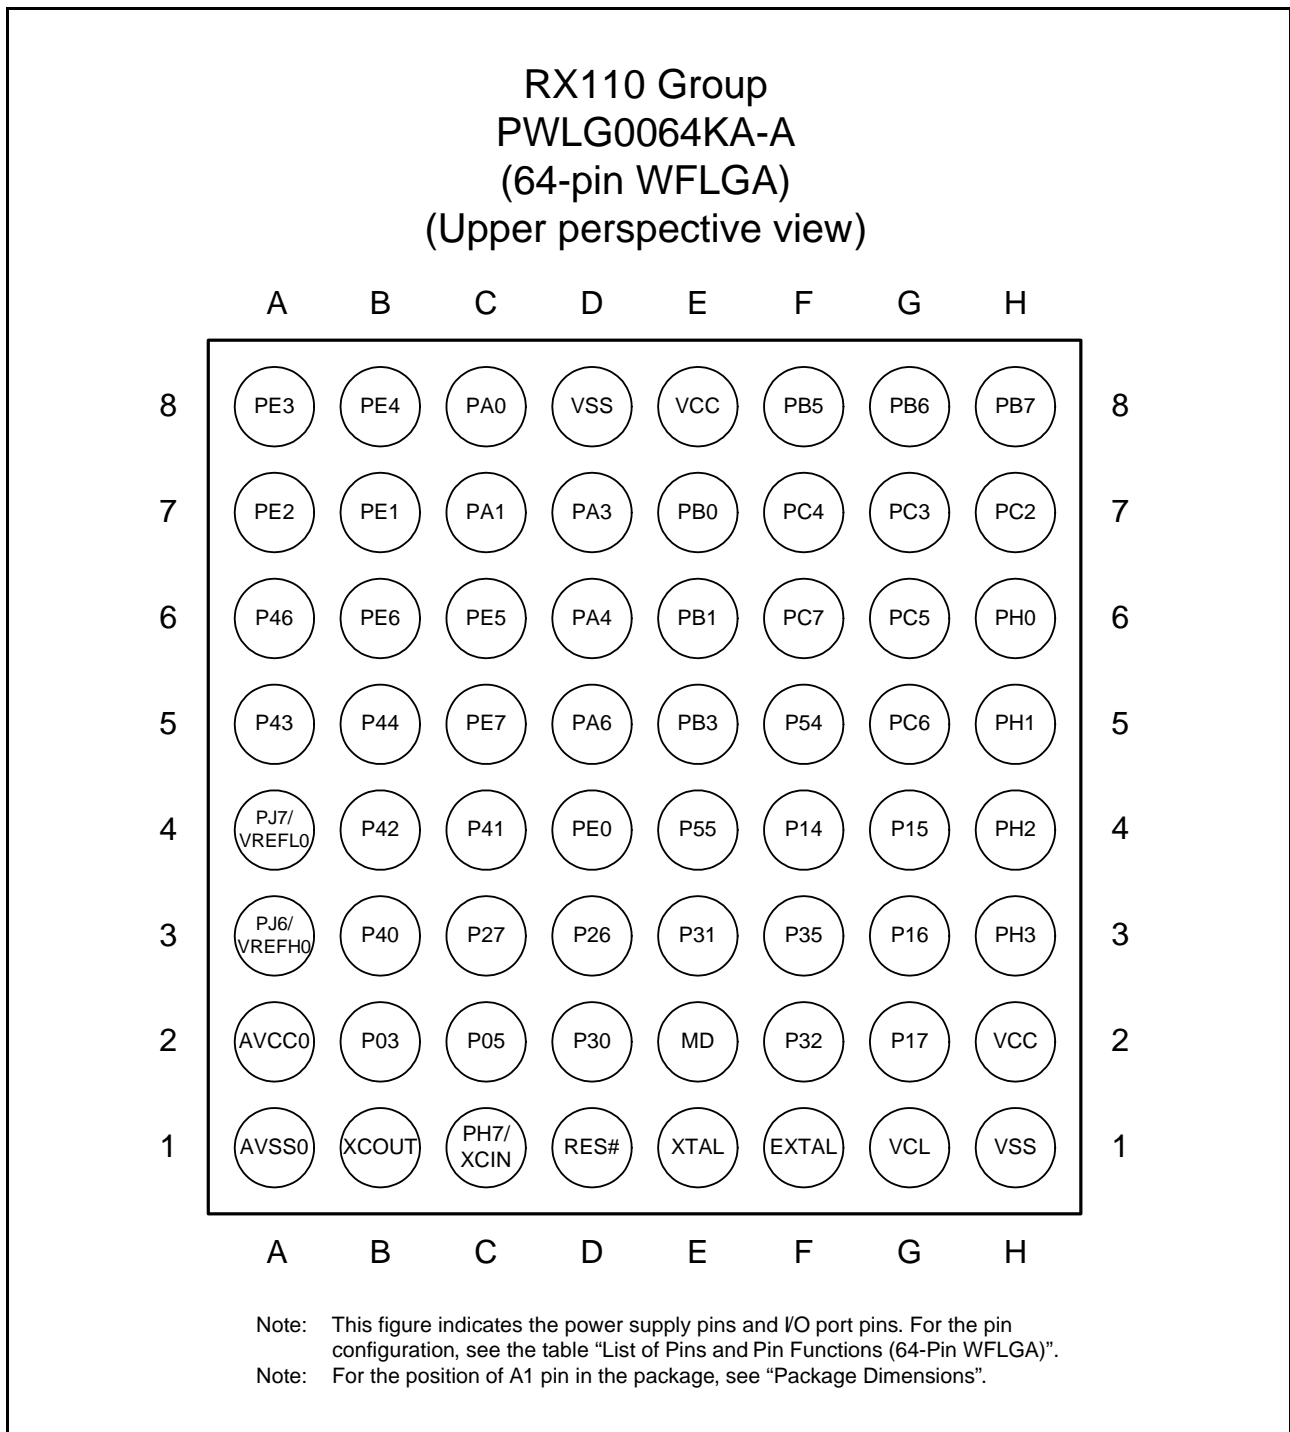 RX110 Group
PWLG0064KA-A
(64-pin WFLGA)
(Upper perspective view)
A B C D E F G H
8 PE3 PE4 PA0 VSS VCC PB5 PB6 PB7 8
7 PE2 PE1 PA1 PA3 PB0 PC4 PC3 PC2 7
6 P46 PE6 PE5 PA4 PB1 PC7 PC5 PH0 6
5 P43 P44 PE7 PA6 PB3 P54 PC6 PH1 5
4 PJ7/
VREFL0 P42 P41 PE0 P55 P14 P15 PH2 4
3 PJ6/
VREFH0 P40 P27 P26 P31 P35 P16 PH3 3
2 AVCC0 P03 P05 P30 MD P32 P17 VCC 2
1 AVSS0 XCOUT PH7/
XCIN RES# XTAL EXTAL VCL VSS 1
A B C D E F G H
Note: This figure indicates the power supply pins and I/O port pins. For the pin
configuration, see the table “List of Pins and Pin Functions (64-Pin WFLGA)”.
Note: For the position of A1 pin in the package, see “Package Dimensions”.